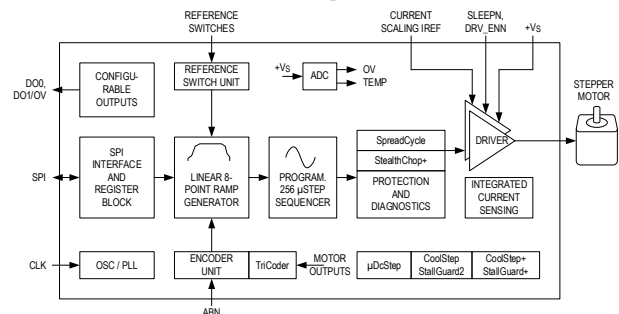 REFERENCE
SWITCHES
CURRENT
SCALING IREF
SLEEPN,
DRV_ENN
+VS
DO0,
DO1/OV
CONFIGU-
RABLE
OUTPUTS
REFERENCE
SWITCH UNIT
+VS
ADC
OV
TEMP
STEPPER
MOTOR
SPI
SPI
INTERFACE
AND
REGISTER
BLOCK
LINEAR 8-
POINT RAMP
GENERATOR
PROGRAM.
256 µSTEP
SEQUENCER
SpreadCycle
StealthChop+
PROTECTION
AND
DIAGNOSTICS
DRIVER
INTEGRATED
CURRENT
SENSING
CLK
OSC / PLL
ENCODER
UNIT
TriCoder
MOTOR
OUTPUTS
µDcStep
CoolStep
StallGuard2
CoolStep+
StallGuard+
ABN